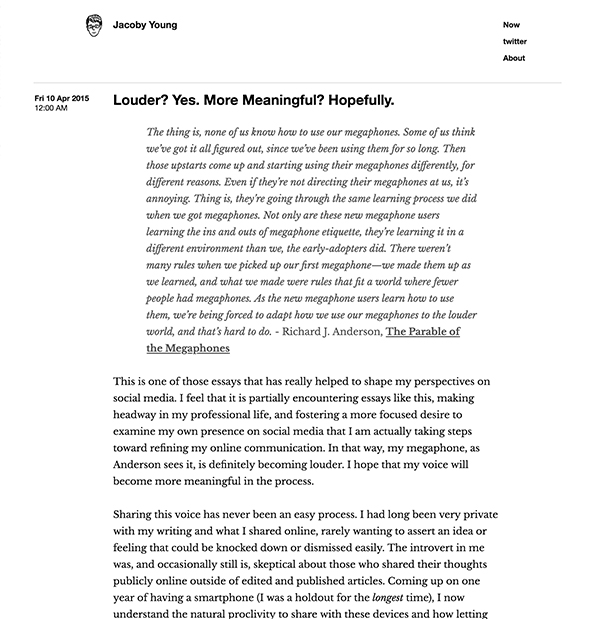 Jacoby Young
Now
twitter
About
Fri 10 Apr 2015
12:00 AM
Louder? Yes. More Meaningful? Hopefully.
The thing is, none of us know how to use our megaphones. Some of us think
we've got it all figured out, since we've been using them for so long. Then
those upstarts come up and starting using their megaphones differently, for
different reasons. Even if they're not directing their megaphones at us, it's
annoying. Thing is, they're going through the same learning process we did
when we got megaphones. Not only are these new megaphone users
learning the ins and outs of megaphone etiquette, they're learning it in a
different environment than we, the early-adopters did. There weren't
many rules when we picked up our first megaphone—we made them up as
we learned, and what we made were rules that fit a world where fewer
people had megaphones. As the new megaphone users learn how to use
them, we're being forced to adapt how we use our megaphones to the louder
world, and that's hard to do. - Richard J. Anderson, The Parable of
the Megaphones
This is one of those essays that has really helped to shape my perspectives on
social media. I feel that it is partially encountering essays like this, making
headway in my professional life, and fostering a more focused desire to
examine my own presence on social media that I am actually taking steps
toward refining my online communication. In that way, my megaphone, as
Anderson sees it, is definitely becoming louder. I hope that my voice will
become more meaningful in the process.
Sharing this voice has never been an easy process. I had long been very private
with my writing and what I shared online, rarely wanting to assert an idea or
feeling that could be knocked down or dismissed easily. The introvert in me
was, and occasionally still is, skeptical about those who shared their thoughts
publicly online outside of edited and published articles. Coming up on one
year of having a smartphone (I was a holdout for the longest time), I now
understand the natural proclivity to share with these devices and how letting